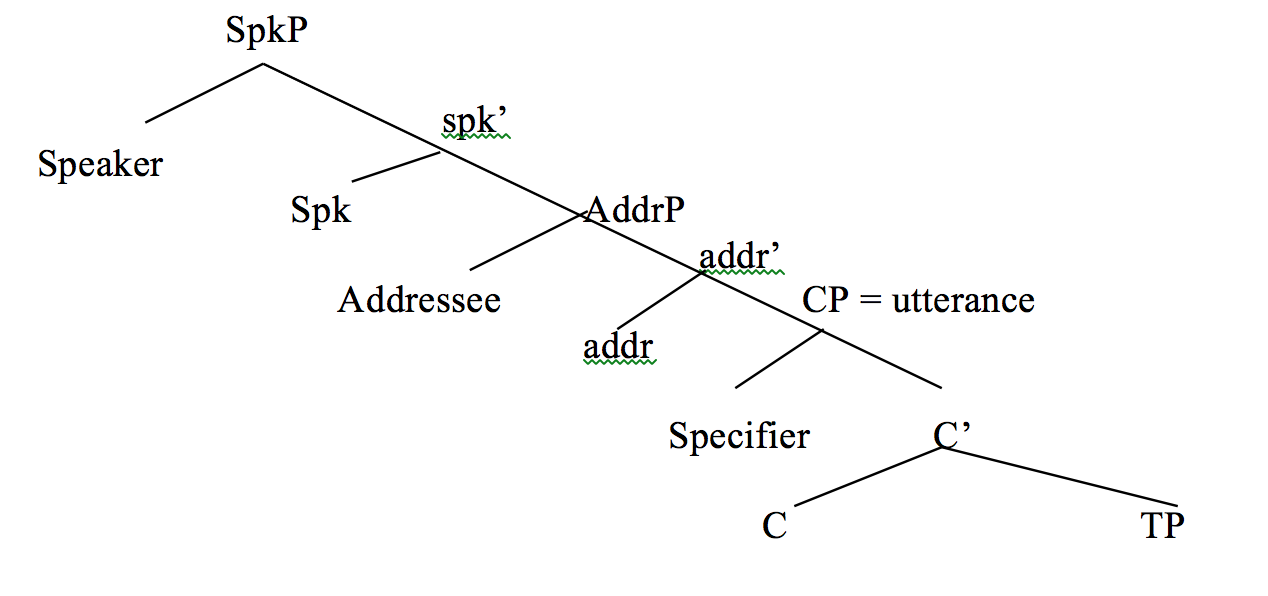 SpkP
spk’
Speaker
Spk
AddrP
addr’
Addressee
CP = utterance
addr
Specifier
C’
C
TP